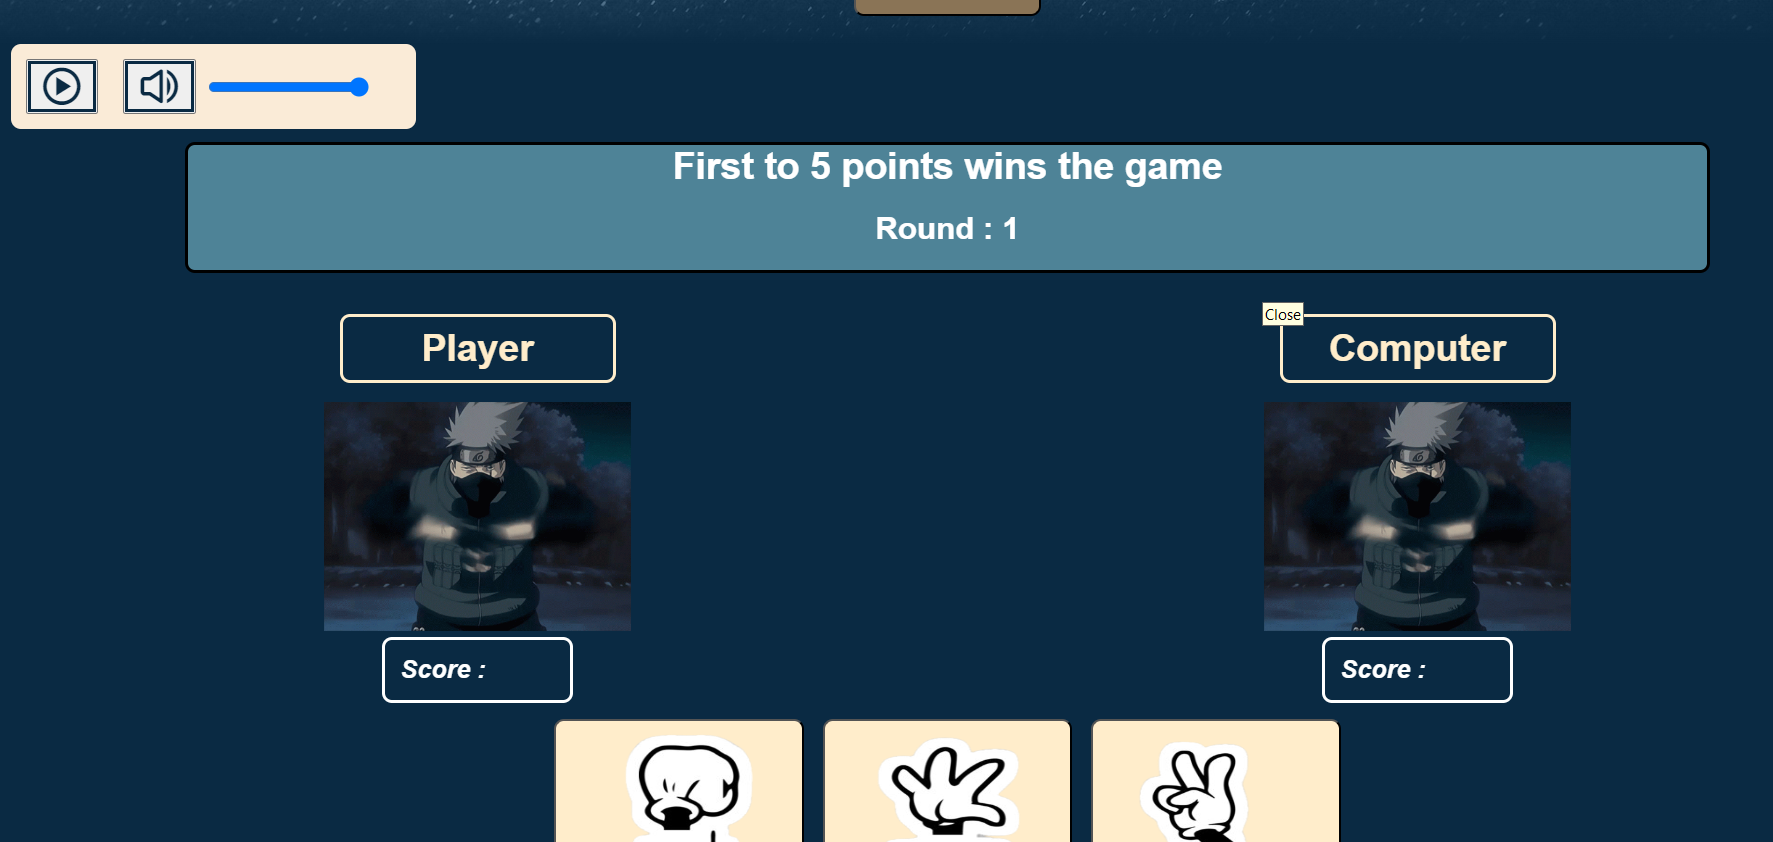 First to 5 points wins the game
Round : 1
Close
Player
Computer
Score :
Score :